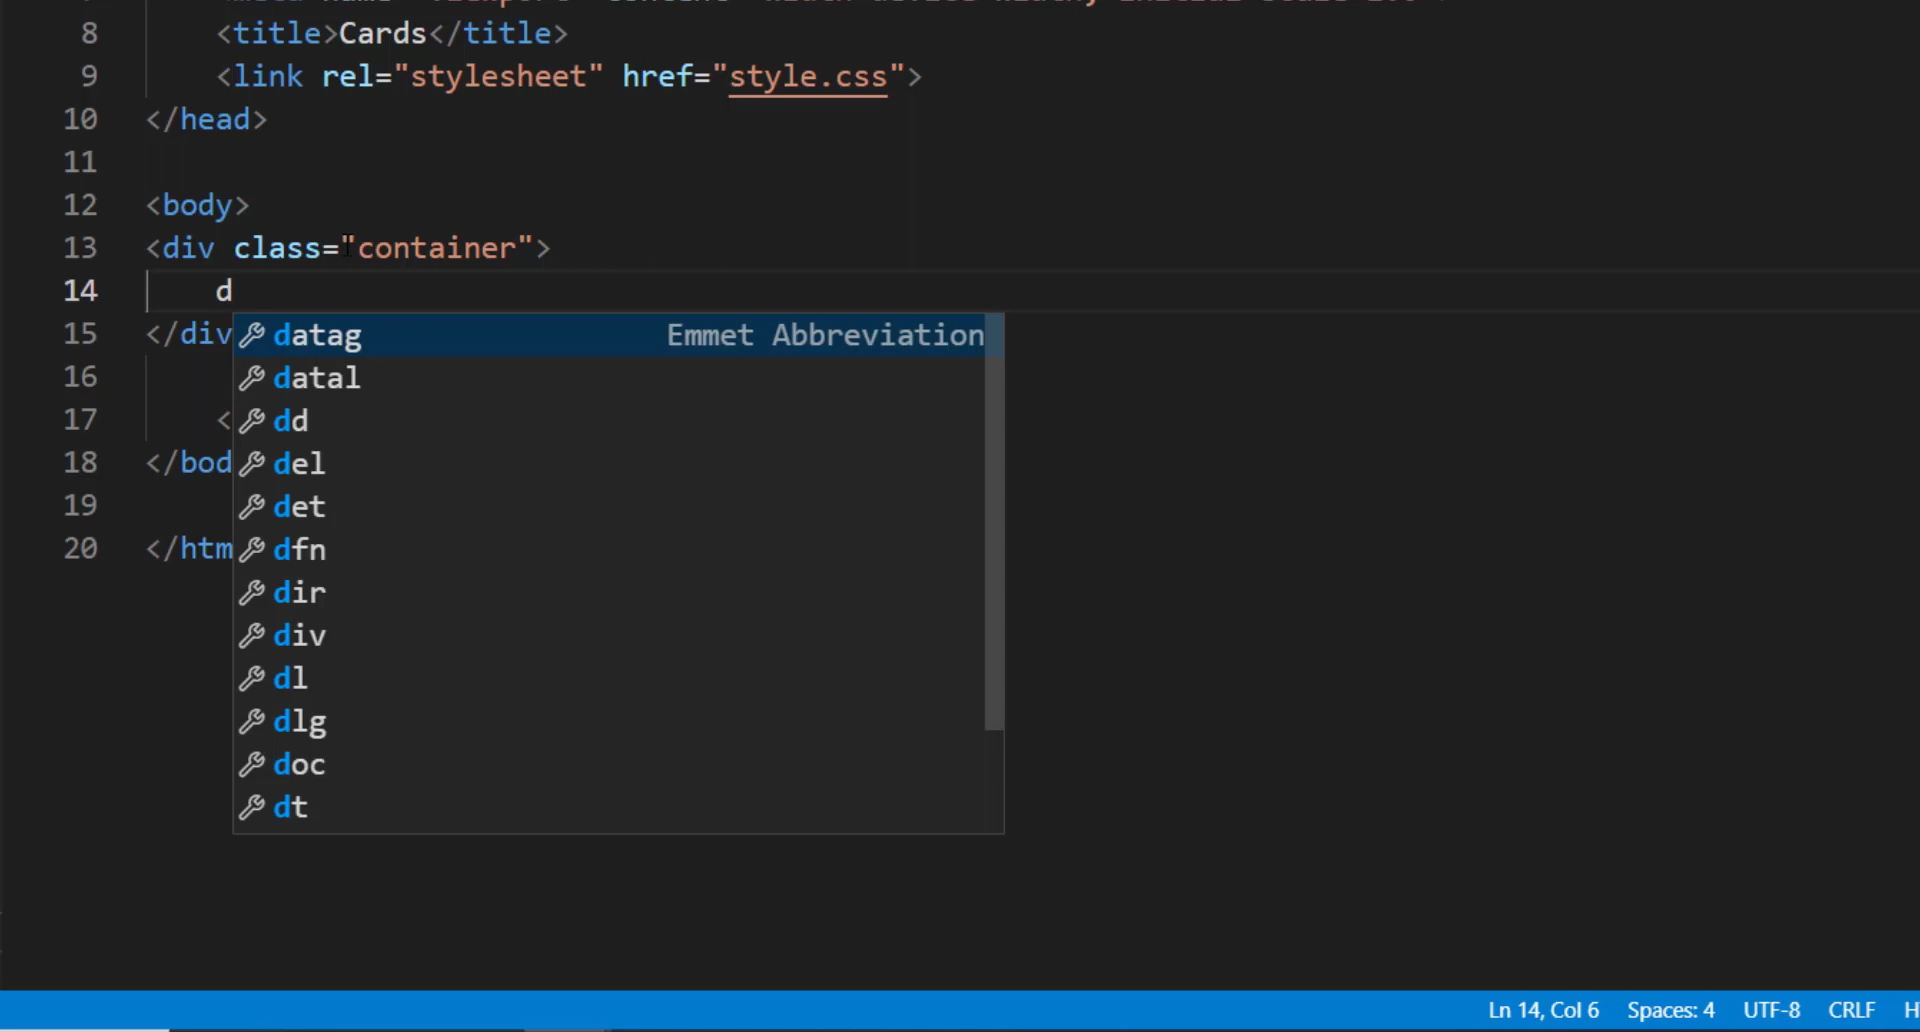 8 <title>Cards</title>
9 <link rel="stylesheet" href="style.css">
10 </head>
11
12 <body>
13 <div class="container">
14 d
15 </div
16
17 <
18 </bod
19
20 </htm
datag Emmet Abbreviation
datal
dd
del
det
dfn
dir
div
dl
dlg
doc
dt
Ln 14, Col 6 Spaces: 4 UTF-8 CRLF